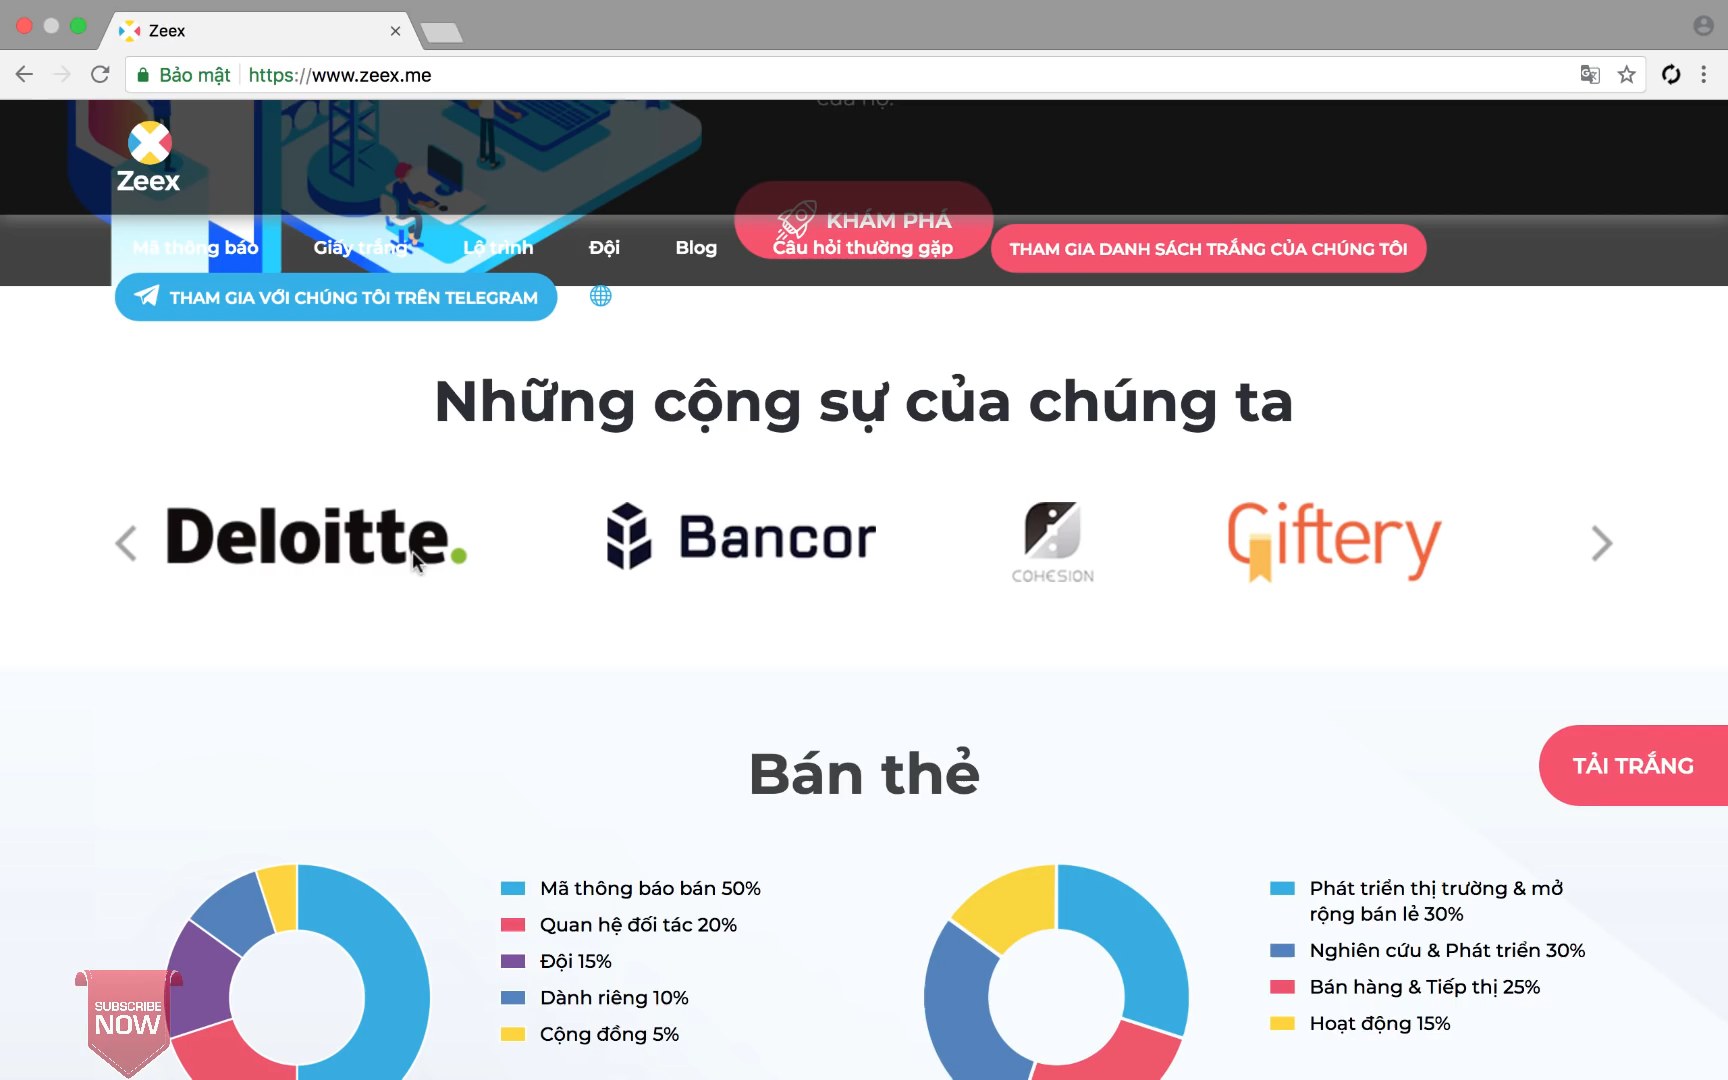 Zeex
Bảo mật
https://www.zeex.me
của họ.
Zeex
KHÁM PHÁ
Mã thông báo
Giấy trắng
Lộ trình
Đội
Blog
Câu hỏi thường gặp
THAM GIA DANH SÁCH TRẮNG CỦA CHÚNG TÔI
THAM GIA VỚI CHÚNG TÔI TRÊN TELEGRAM
Những cộng sự của chúng ta
Deloitte.
Bancor
COHESION
Giftery
Bán thẻ
TẢI TRẮNG
Mã thông báo bán 50%
Quan hệ đối tác 20%
Đội 15%
Dành riêng 10%
Cộng đồng 5%
Phát triển thị trường & mở
rộng bán lẻ 30%
Nghiên cứu & Phát triển 30%
Bán hàng & Tiếp thị 25%
Hoạt động 15%
SUBSCRIBE
NOW